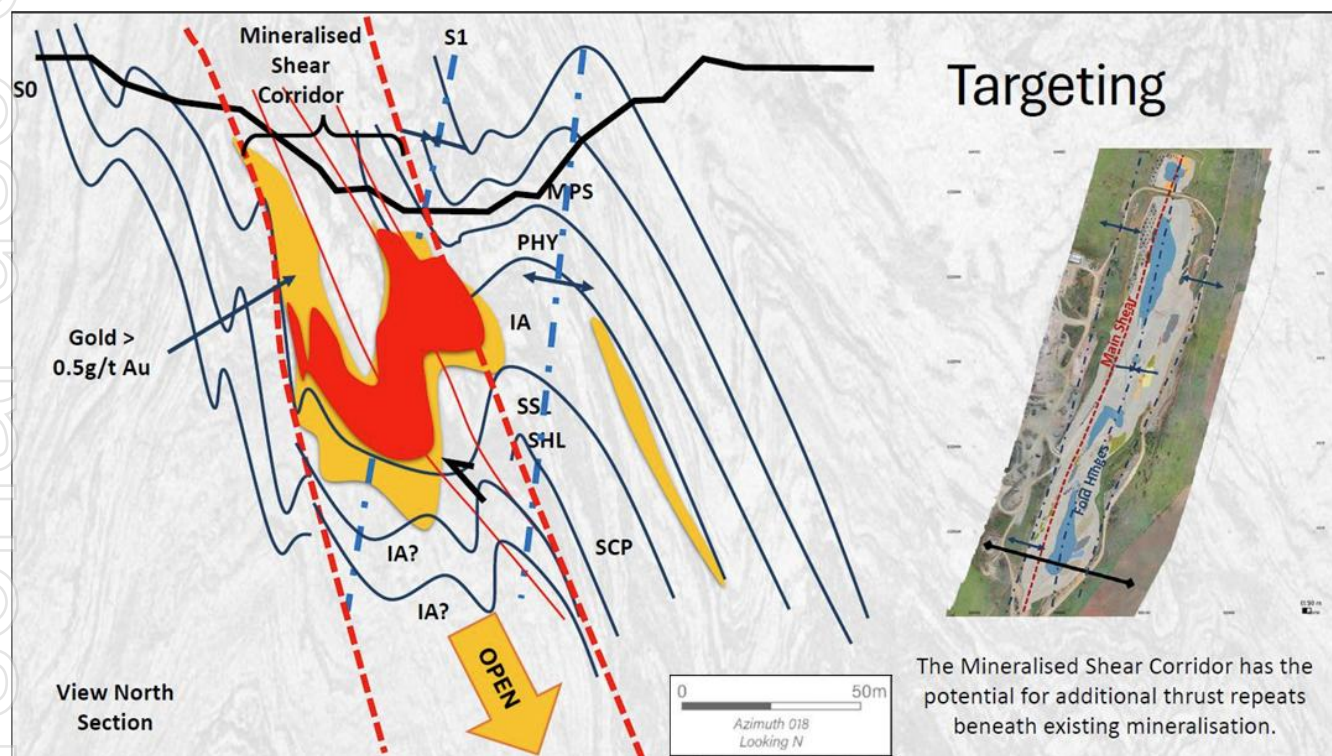 Mineralised
Shear
Corridor
S1
S0
Targeting
MPS
PHY
Gold >
0.5g/t Au
IA
SSL
SHL
SCP
IA?
IA?
OPEN
View North
Section
0 50m
Azimuth 018
Looking N
Main Shear
Fold Hinges
The Mineralised Shear Corridor has the
potential for additional thrust repeats
beneath existing mineralisation.